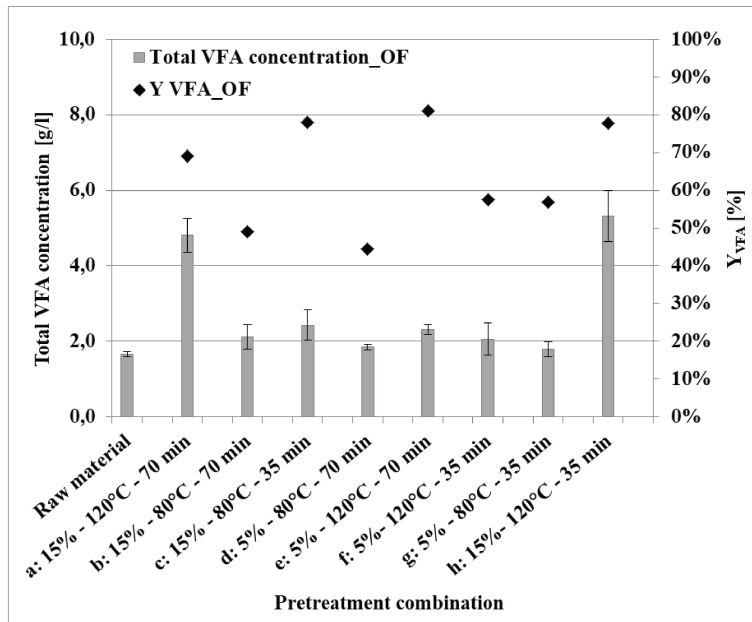 Total VFA concentration [g/l]
10,0
8,0
6,0
4,0
2,0
0,0
Total VFA concentration_OF
Y VFA_OF
100%
90%
80%
70%
60%
50%
40%
30%
20%
10%
0%
Y VFA [%]
Raw material
a: 15% - 120°C - 70 min
b: 15% - 80°C - 70 min
c: 15% - 80°C - 35 min
d: 5% - 80°C - 70 min
e: 5% - 120°C - 70 min
f: 5%- 120°C - 35 min
g: 5% - 80°C - 35 min
h: 15%- 120°C - 35 min
Pretreatment combination